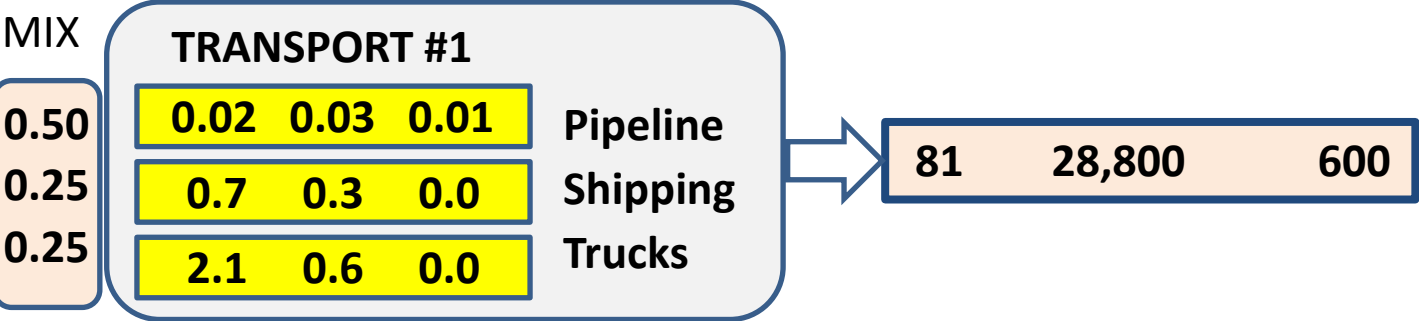 MIX
TRANSPORT #1
0.50 0.02 0.03 0.01 Pipeline
0.25 0.7 0.3 0.0 Shipping
0.25 2.1 0.6 0.0 Trucks
81 28,800 600